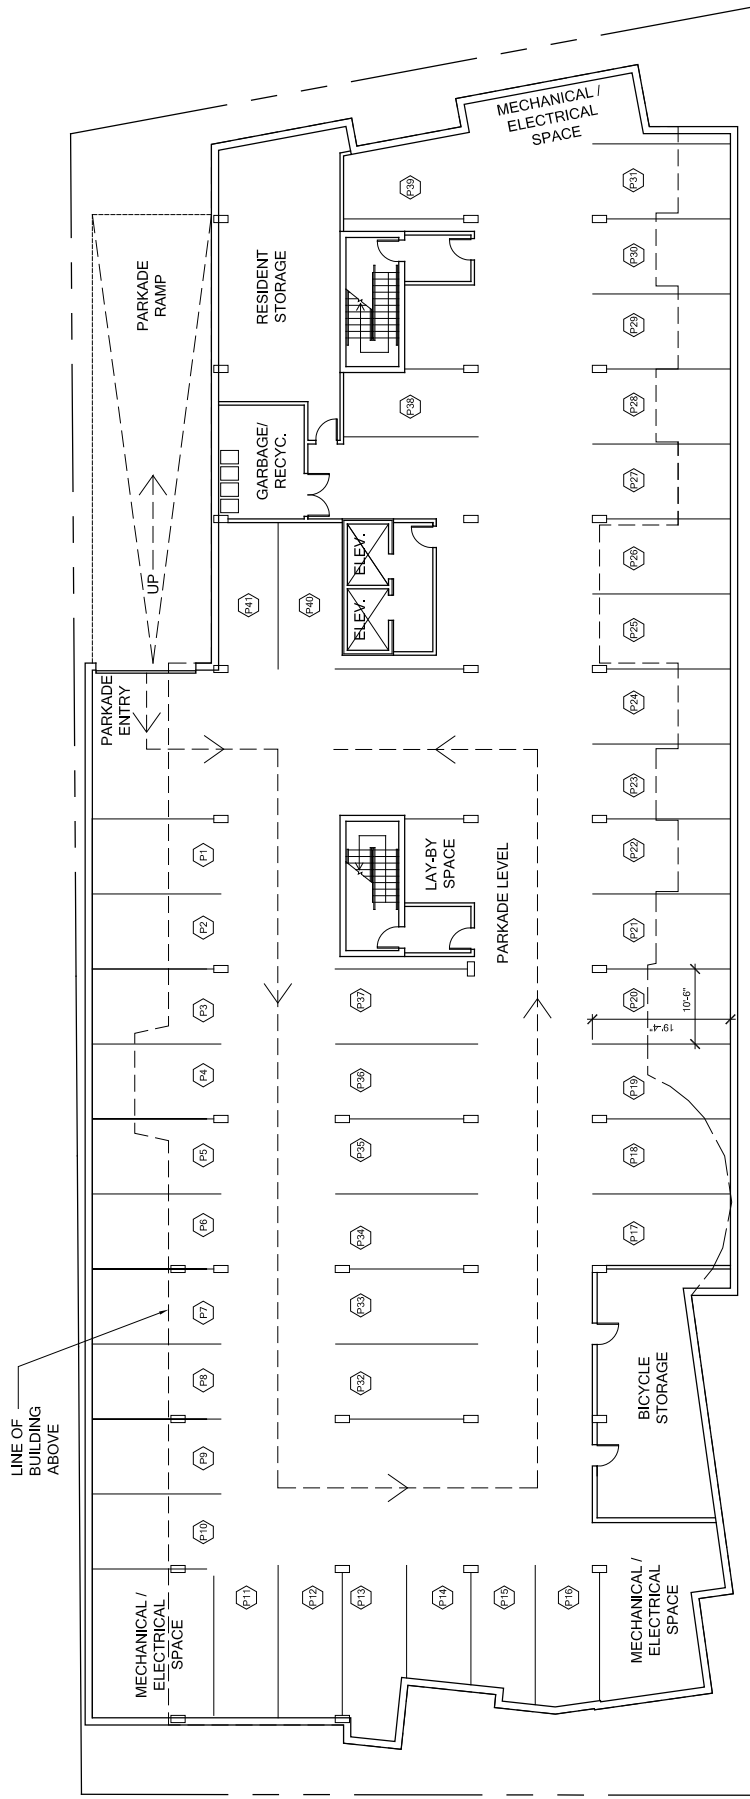 LINE OF
BUILDING
ABOVE
MECHANICAL /
ELECTRICAL
SPACE
P10
P9
P8
P7
P6
P5
P4
P3
P2
P1
PARKADE
ENTRY
UP
PARKADE
RAMP
P11
P12
P13
P14
P15
P16
P32
P33
P34
P35
P36
P37
LAY-BY
SPACE
PARKADE LEVEL
P41
P40
ELEV.
ELEV.
GARBAGE/
RECYC.
RESIDENT
STORAGE
P38
P39
MECHANICAL /
ELECTRICAL
SPACE
MECHANICAL /
ELECTRICAL
SPACE
BICYCLE
STORAGE
P17
P18
P19
P20
19'-4"
10'-6"
P21
P22
P23
P24
P25
P26
P27
P28
P29
P30
P31